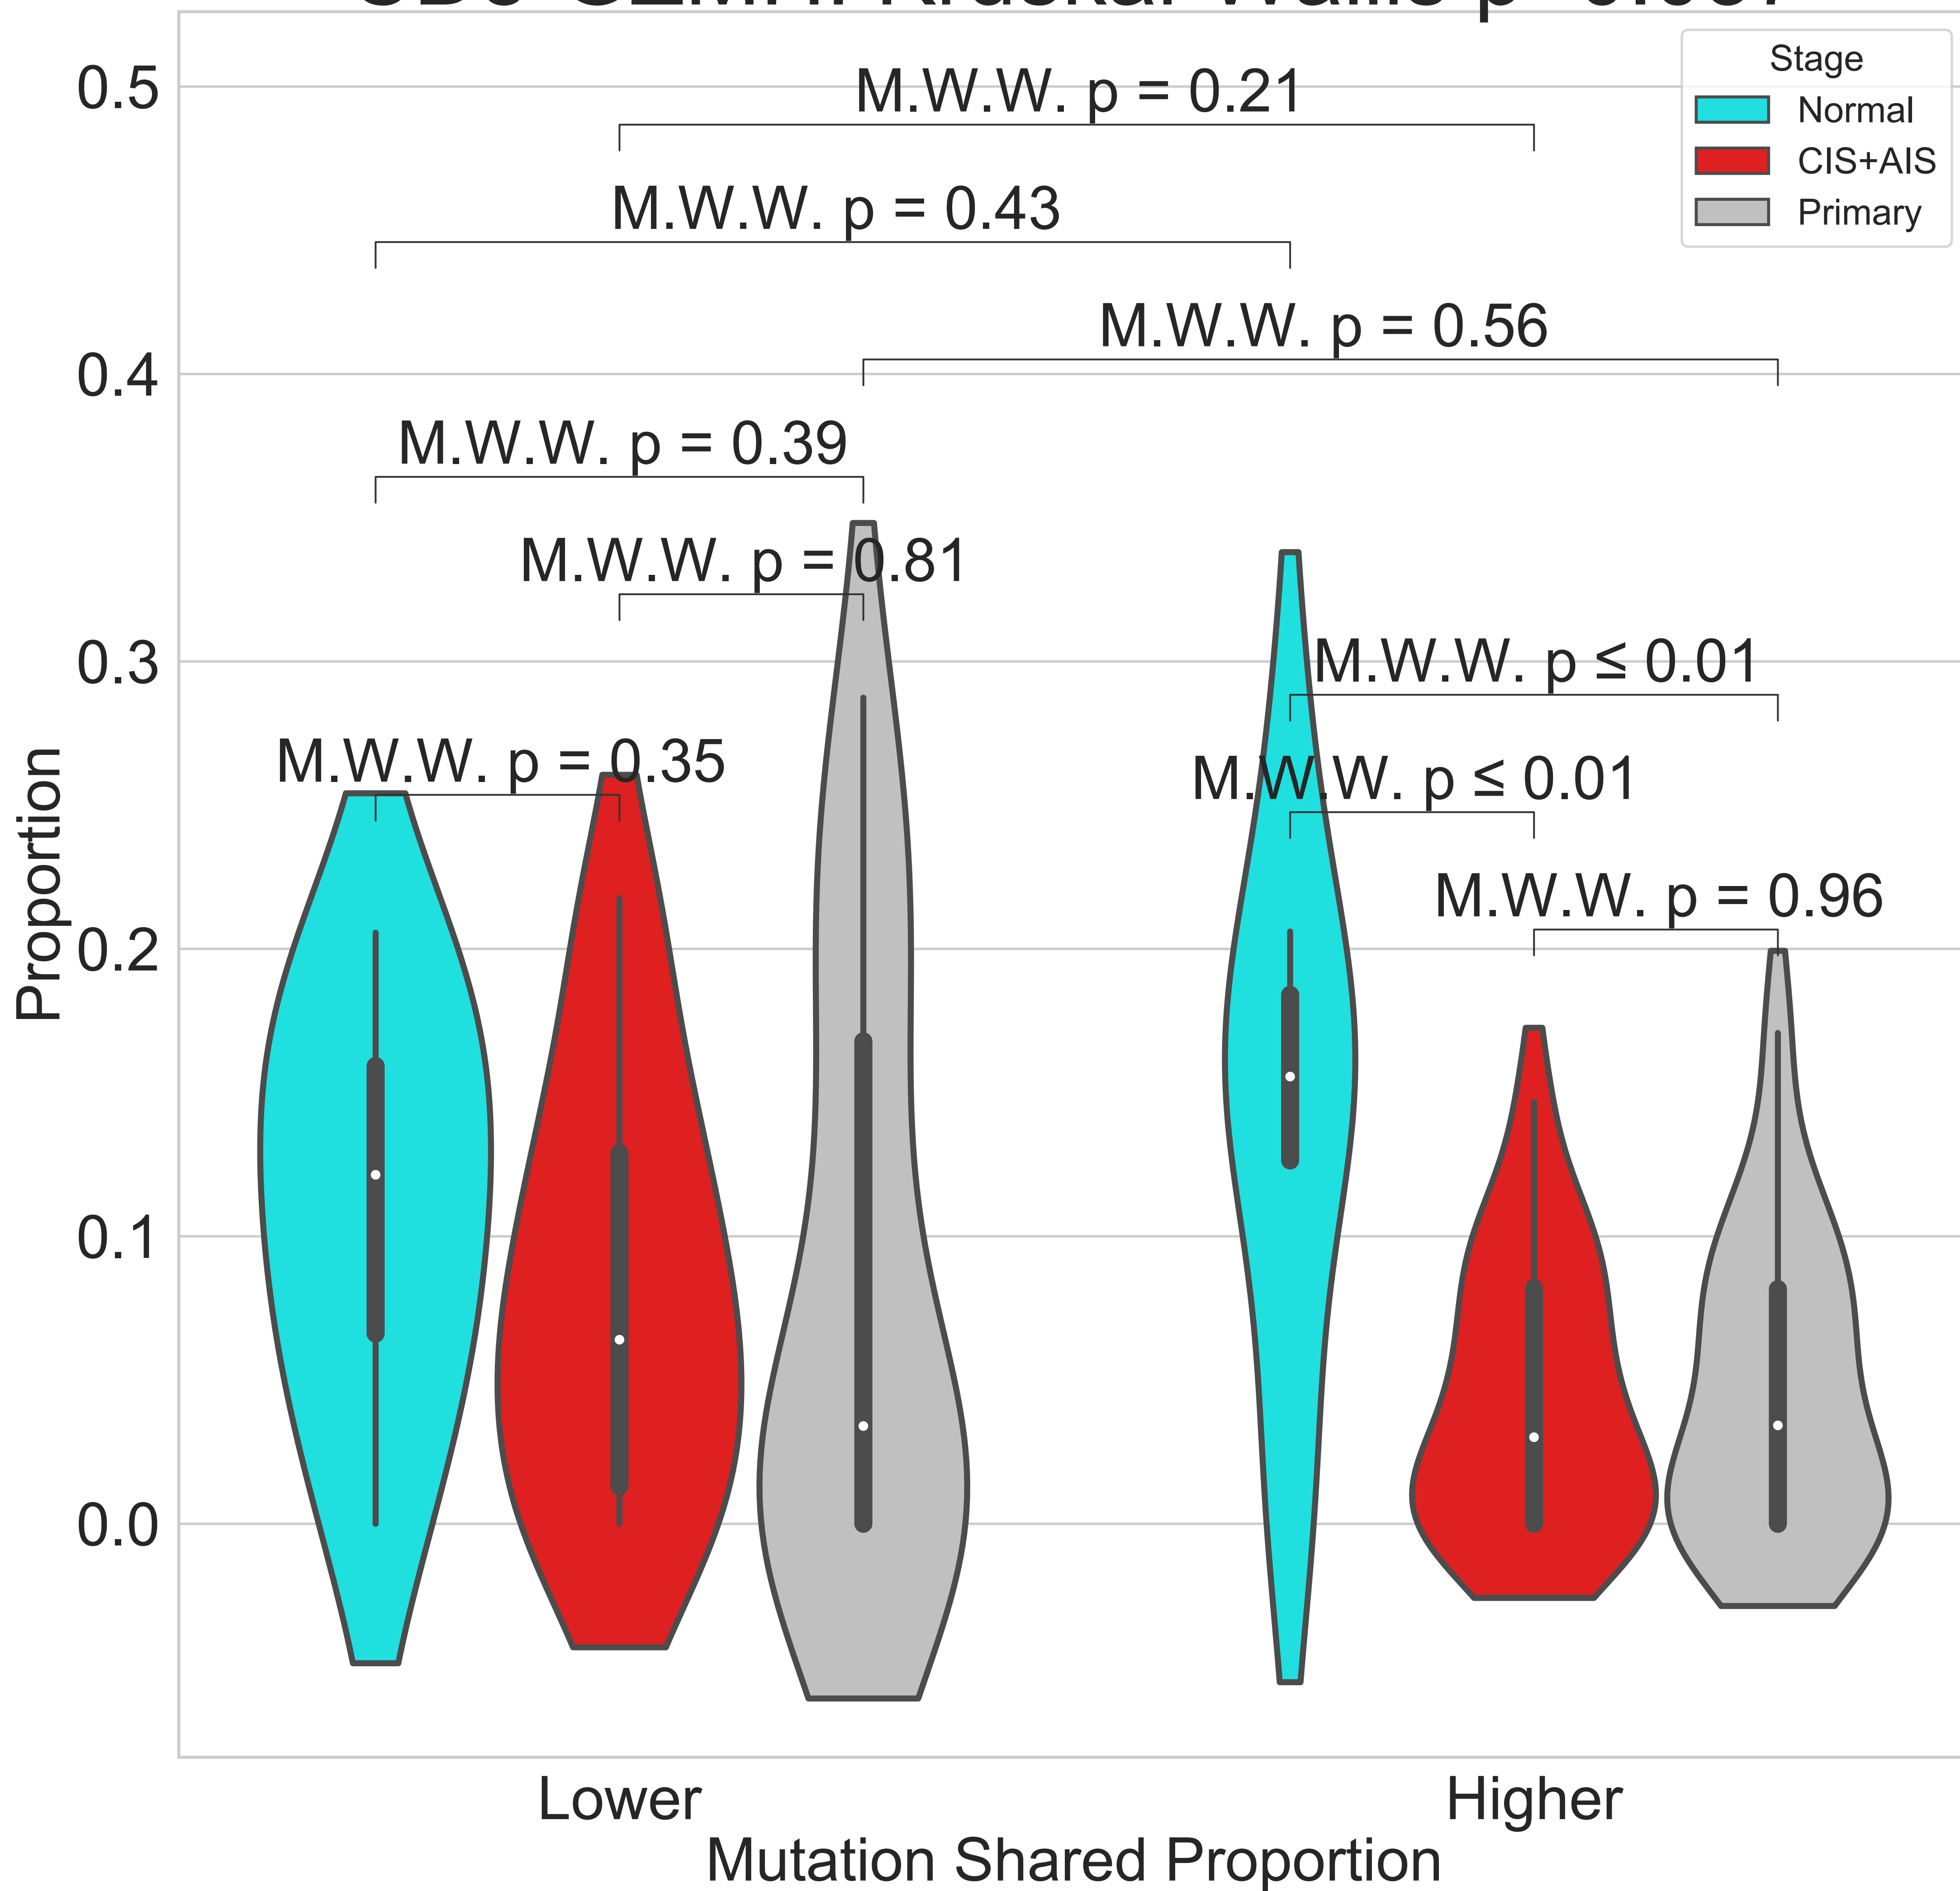 M.W.W. p = 0.21
M.W.W. p = 0.43
M.W.W. p = 0.56
M.W.W. p = 0.39
M.W.W. p = 0.81
M.W.W. p = 0.35
M.W.W. p ≤ 0.01
M.W.W. p ≤ 0.01
M.W.W. p = 0.96
Stage
Normal
CIS+AIS
Primary
0.5
0.4
0.3
0.2
0.1
0.0
Proportion
Lower
Higher
Mutation Shared Proportion